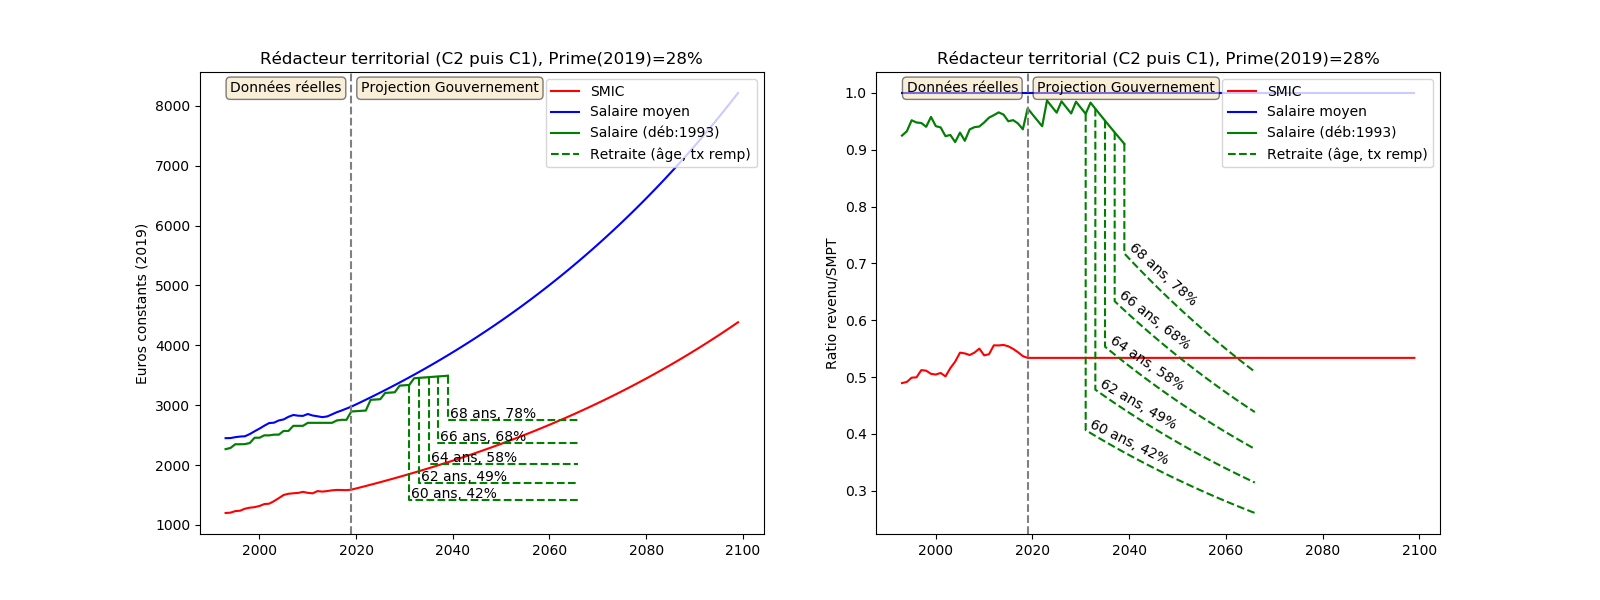 Rédacteur territorial (C2 puis C1), Prime(2019)=28%
Données réelles
Projection Gouvernement
SMIC
Salaire moyen
Salaire (déb:1993)
Retraite (âge, tx remp)
Euros constants (2019)
8000
7000
6000
5000
4000
3000
2000
1000
68 ans, 78%
66 ans, 68%
64 ans, 58%
62 ans, 49%
60 ans, 42%
2000 2020 2040 2060 2080 2100
Rédacteur territorial (C2 puis C1), Prime(2019)=28%
Données réelles
Projection Gouvernement
SMIC
Salaire moyen
Salaire (déb:1993)
Retraite (âge, tx remp)
Ratio revenu/SMPT
1.0
0.9
0.8
0.7
0.6
0.5
0.4
0.3
68 ans, 78%
66 ans, 68%
64 ans, 58%
62 ans, 49%
60 ans, 42%
2000 2020 2040 2060 2080 2100